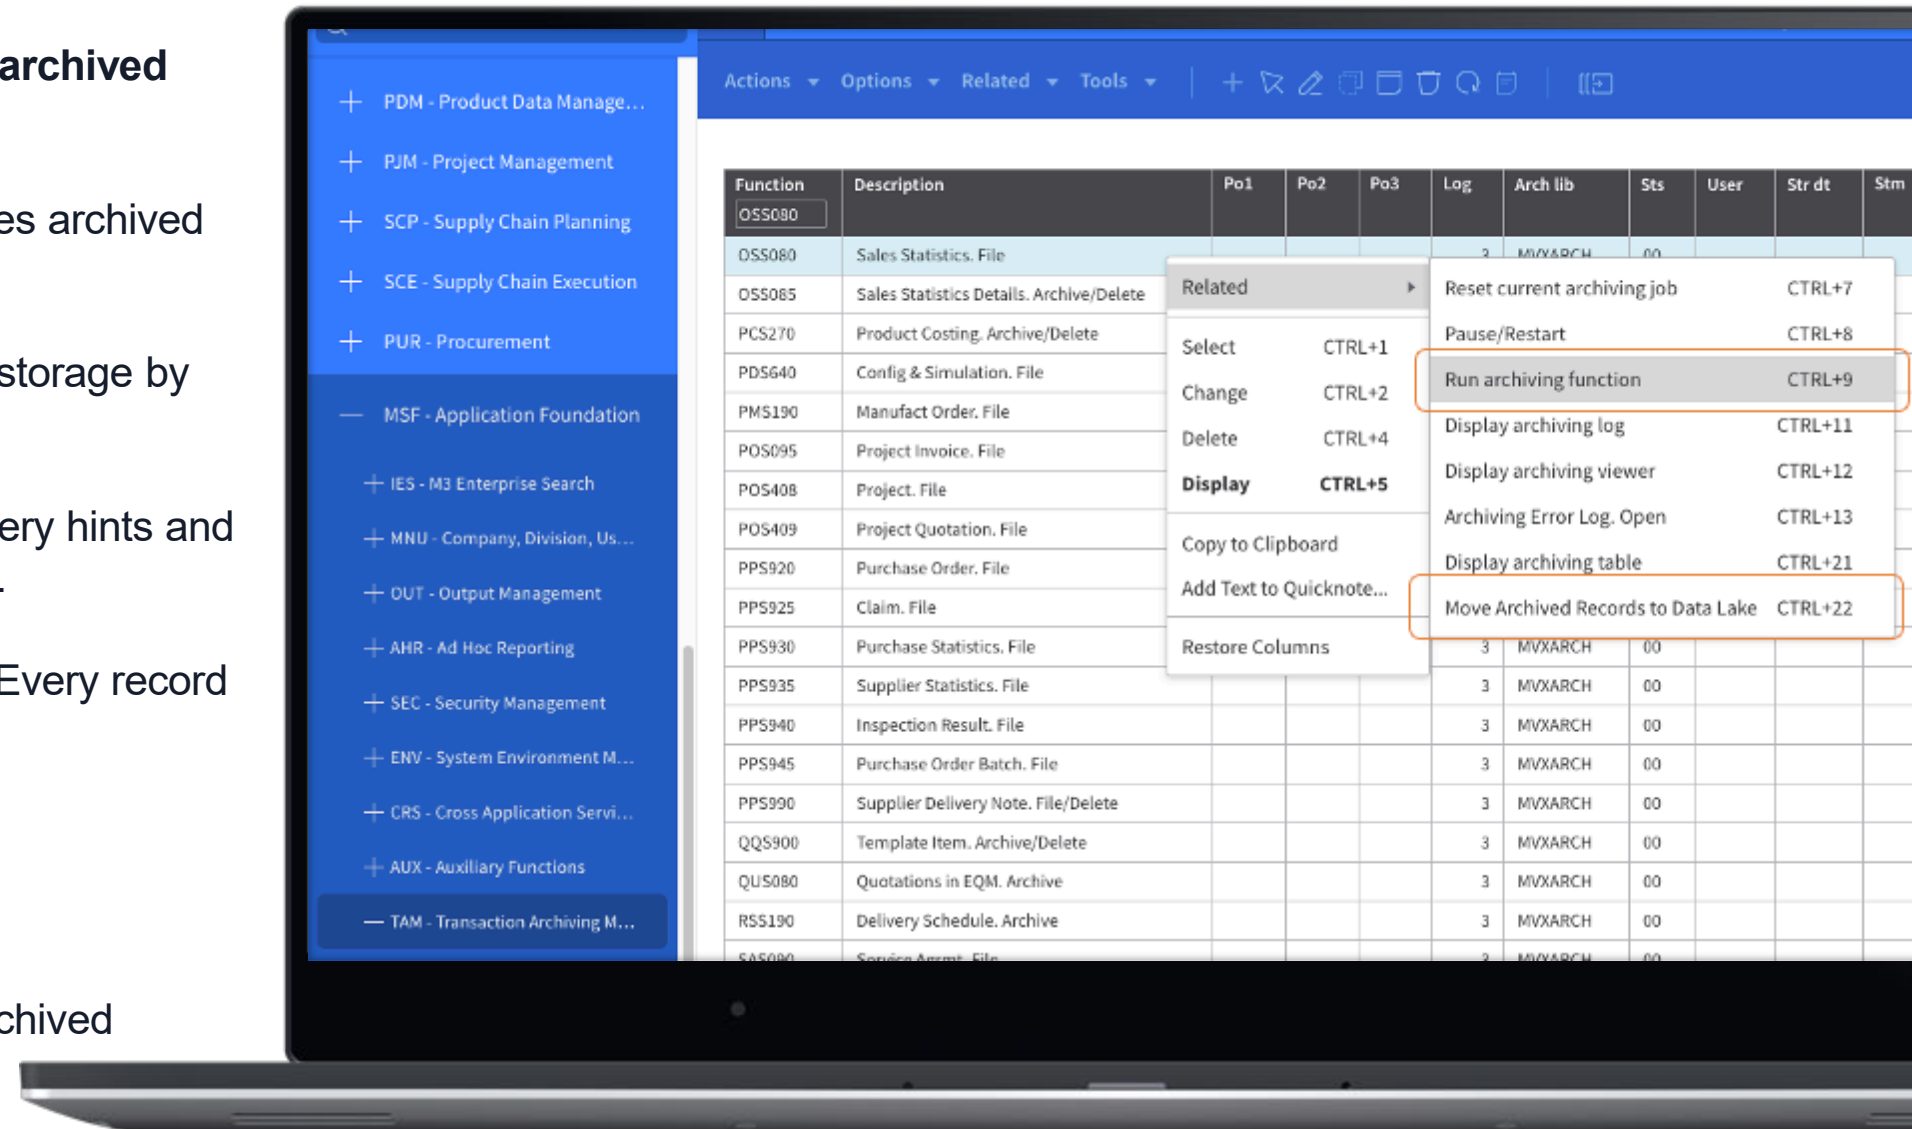 archived
es archived
storage by
ery hints and
.
Every record
chived
PDM - Product Data Manage...
PJM - Project Management
SCP - Supply Chain Planning
SCE - Supply Chain Execution
PUR - Procurement
MSF - Application Foundation
IES - M3 Enterprise Search
MNU - Company, Division, Us...
OUT - Output Management
AHR - Ad Hoc Reporting
SEC - Security Management
ENV - System Environment M...
CRS - Cross Application Servi...
AUX - Auxiliary Functions
TAM - Transaction Archiving M...
Actions Options Related Tools
Function Description Po1 Po2 Po3 Log Arch lib Sts User Str dt Stm
OSS080
OSS080 Sales Statistics. File 3 MVXARCH 00
OSS085 Sales Statistics Details. Archive/Delete
PCS270 Product Costing. Archive/Delete
PDS640 Config & Simulation. File
PMS190 Manufact Order. File
POS095 Project Invoice. File
POS408 Project. File
POS409 Project Quotation. File
PPS920 Purchase Order. File
PPS925 Claim. File
PPS930 Purchase Statistics. File 3 MVXARCH 00
PPS935 Supplier Statistics. File 3 MVXARCH 00
PPS940 Inspection Result. File 3 MVXARCH 00
PPS945 Purchase Order Batch. File 3 MVXARCH 00
PPS990 Supplier Delivery Note. File/Delete 3 MVXARCH 00
QQS900 Template Item. Archive/Delete 3 MVXARCH 00
QUS080 Quotations in EQM. Archive 3 MVXARCH 00
RSS190 Delivery Schedule. Archive 3 MVXARCH 00
Service Agrmt. File 3 MVXARCH 00
Related
Select CTRL+1
Change CTRL+2
Delete CTRL+4
Display CTRL+5
Copy to Clipboard
Add Text to Quicknote...
Restore Columns
Reset current archiving job CTRL+7
Pause/Restart CTRL+8
Run archiving function CTRL+9
Display archiving log CTRL+11
Display archiving viewer CTRL+12
Archiving Error Log. Open CTRL+13
Display archiving table CTRL+21
Move Archived Records to Data Lake CTRL+22